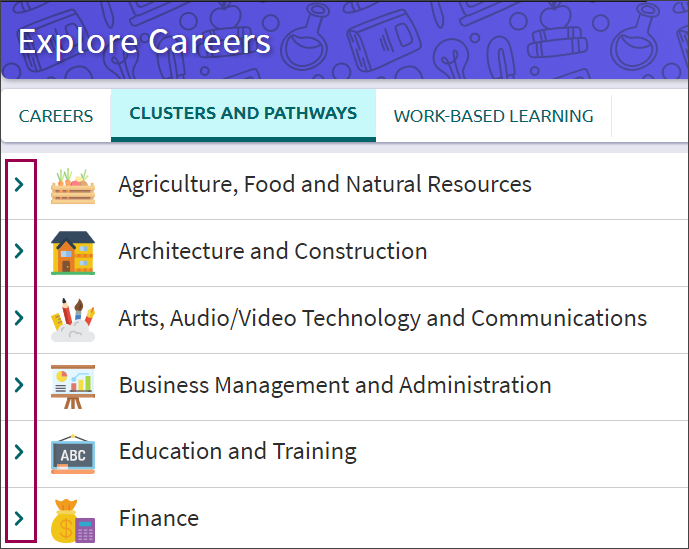 Explore Careers
CAREERS CLUSTERS AND PATHWAYS WORK-BASED LEARNING
Agriculture, Food and Natural Resources
Architecture and Construction
Arts, Audio/Video Technology and Communications
Business Management and Administration
ABC Education and Training
$ Finance